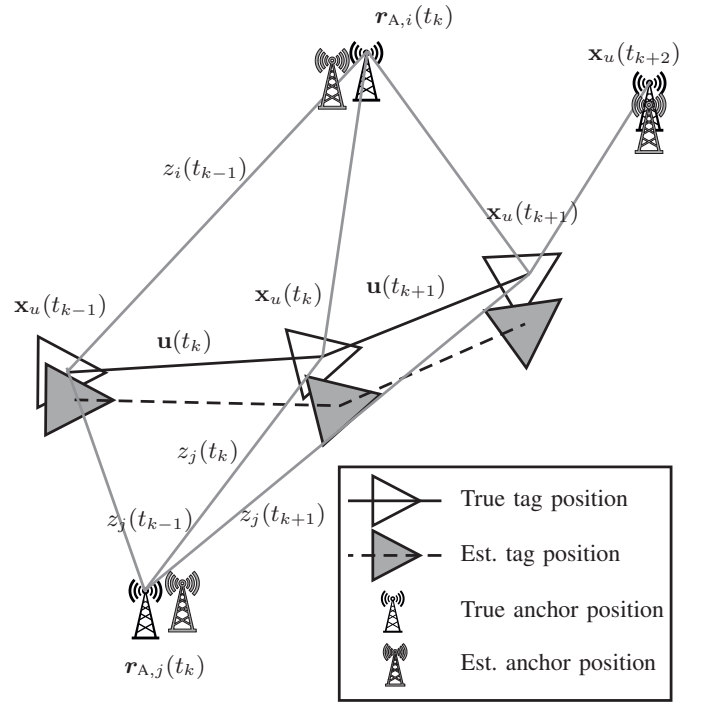 𝒓_{A,i}(t_k)
𝐱_u(t_{k+2})
z_i(t_{k−1})
𝐱_u(t_{k+1})
𝐱_u(t_{k−1})
𝐱_u(t_k)
𝐮(t_{k+1})
𝐮(t_k)
z_j(t_k)
z_j(t_{k−1})
z_j(t_{k+1})
𝒓_{A,j}(t_k)
True tag position
Est. tag position
True anchor position
Est. anchor position